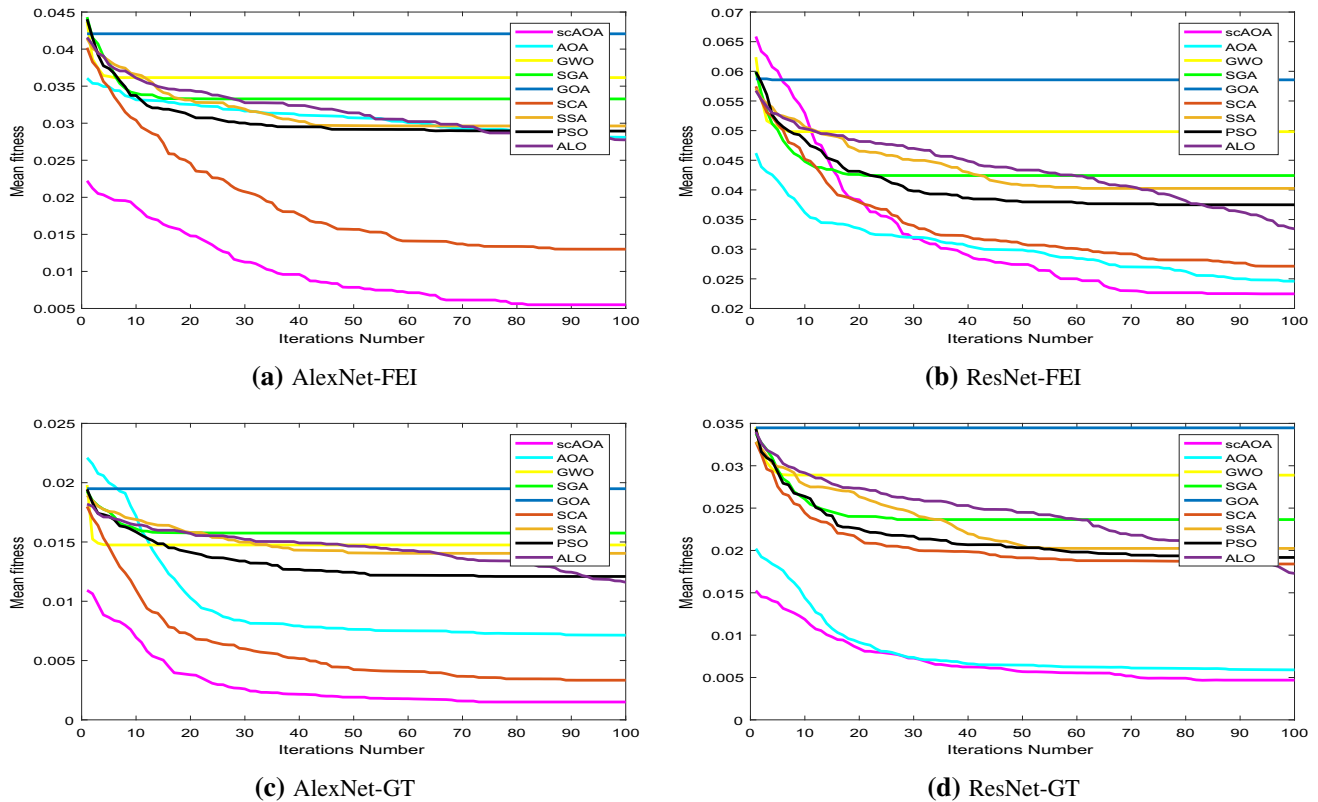 0.045
0.04
0.035
0.03
0.025
0.02
0.015
0.01
0.005
Mean fitness
0
10
20
30
40
50
60
70
80
90
100
Iterations Number
scAOA
AOA
GWO
SGA
GOA
SCA
SSA
PSO
ALO
(a) AlexNet-FEI
0.07
0.065
0.06
0.055
0.05
0.045
0.04
0.035
0.03
0.025
0.02
Mean fitness
0
10
20
30
40
50
60
70
80
90
100
Iterations Number
scAOA
AOA
GWO
SGA
GOA
SCA
SSA
PSO
ALO
(b) ResNet-FEI
0.025
0.02
0.015
0.01
0.005
0
Mean fitness
0
10
20
30
40
50
60
70
80
90
100
Iterations Number
scAOA
AOA
GWO
SGA
GOA
SCA
SSA
PSO
ALO
(c) AlexNet-GT
0.035
0.03
0.025
0.02
0.015
0.01
0.005
0
Mean fitness
0
10
20
30
40
50
60
70
80
90
100
Iterations Number
scAOA
AOA
GWO
SGA
GOA
SCA
SSA
PSO
ALO
(d) ResNet-GT